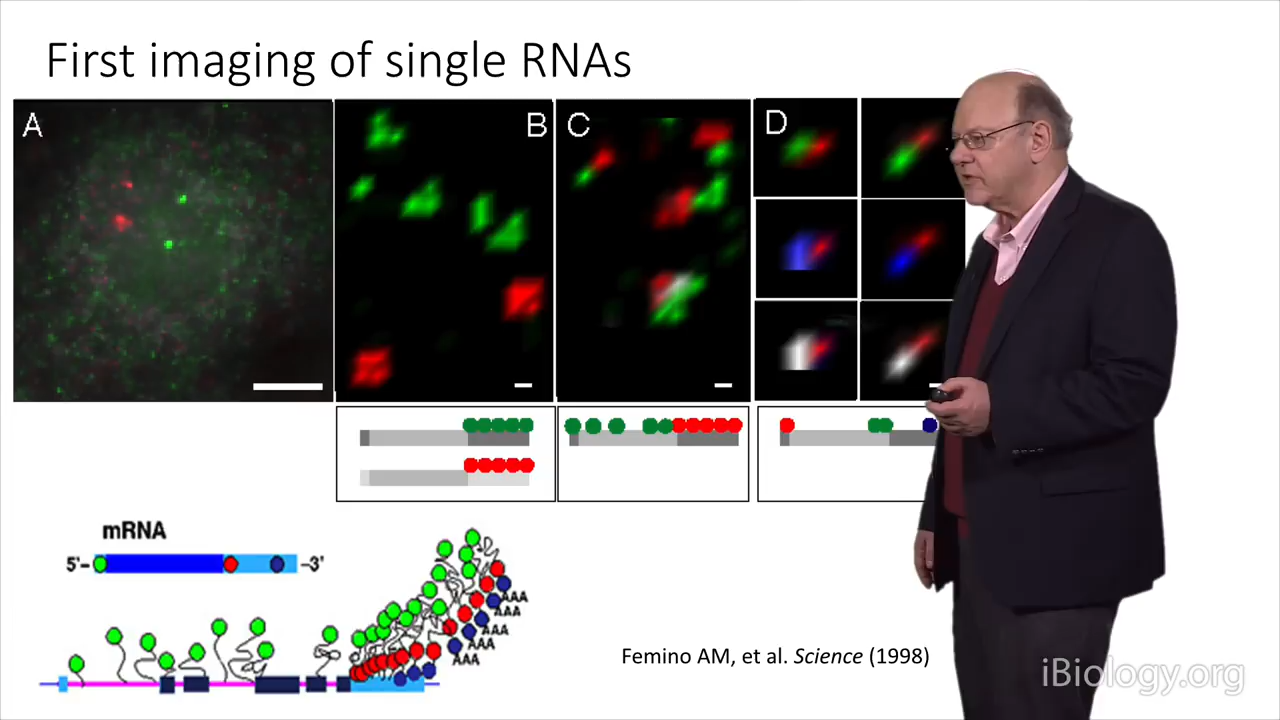 First imaging of single RNAs
A
B
C
D
mRNA
5'-
-3'
AAA
AAA
AAA
AAA
AAA
Femino AM, et al. Science (1998)
iBiology.org